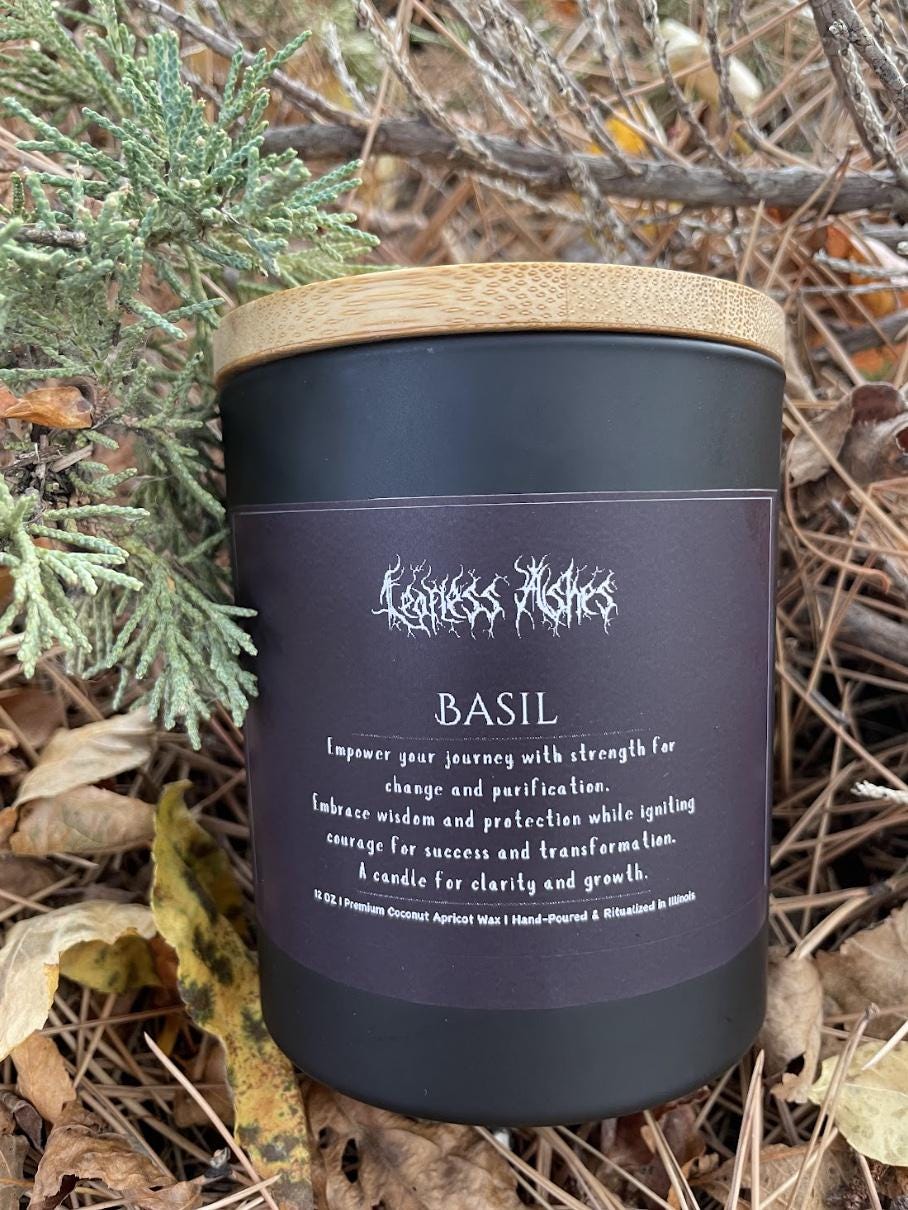 Fearless Ashes
BASIL
Empower your journey with strength for
change and purification.
Embrace wisdom and protection while igniting
courage for success and transformation.
A candle for clarity and growth.
12 OZ | Premium Coconut Apricot Wax | Hand-Poured & Ritualized in Illinois